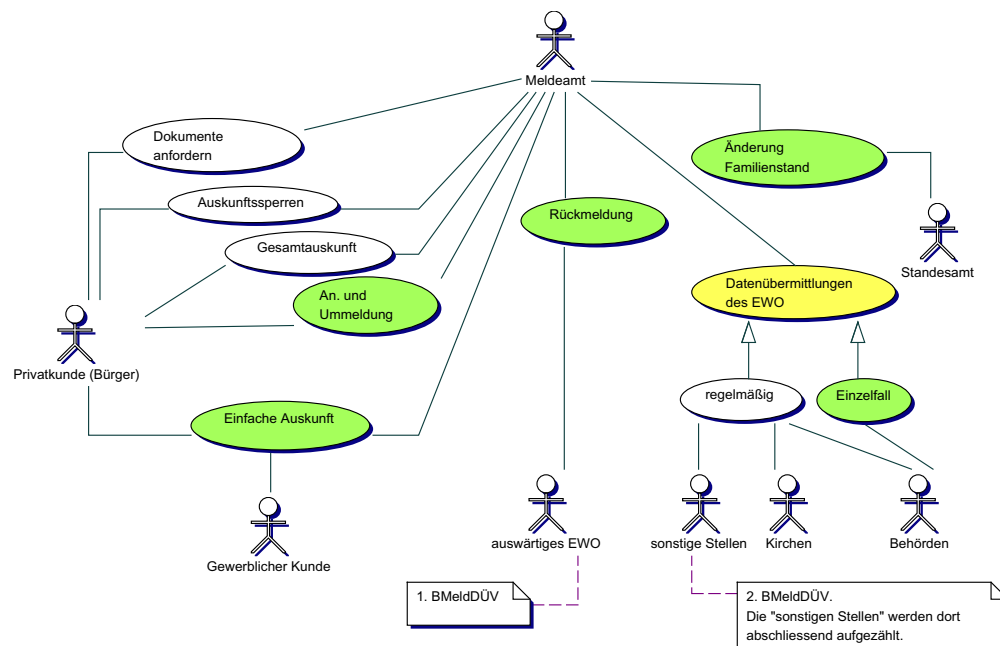 Meldeamt
Dokumente
anfordern
Änderung
Familienstand
Auskunftssperren
Rückmeldung
Gesamtauskunft
Standesamt
An. und
Ummeldung
Datenübermittlungen
des EWO
Privatkunde (Bürger)
regelmäßig
Einzelfall
Einfache Auskunft
auswärtiges EWO
sonstige Stellen
Kirchen
Behörden
Gewerblicher Kunde
1. BMeldDÜV
2. BMeldDÜV.
Die "sonstigen Stellen" werden dort
abschliessend aufgezählt.